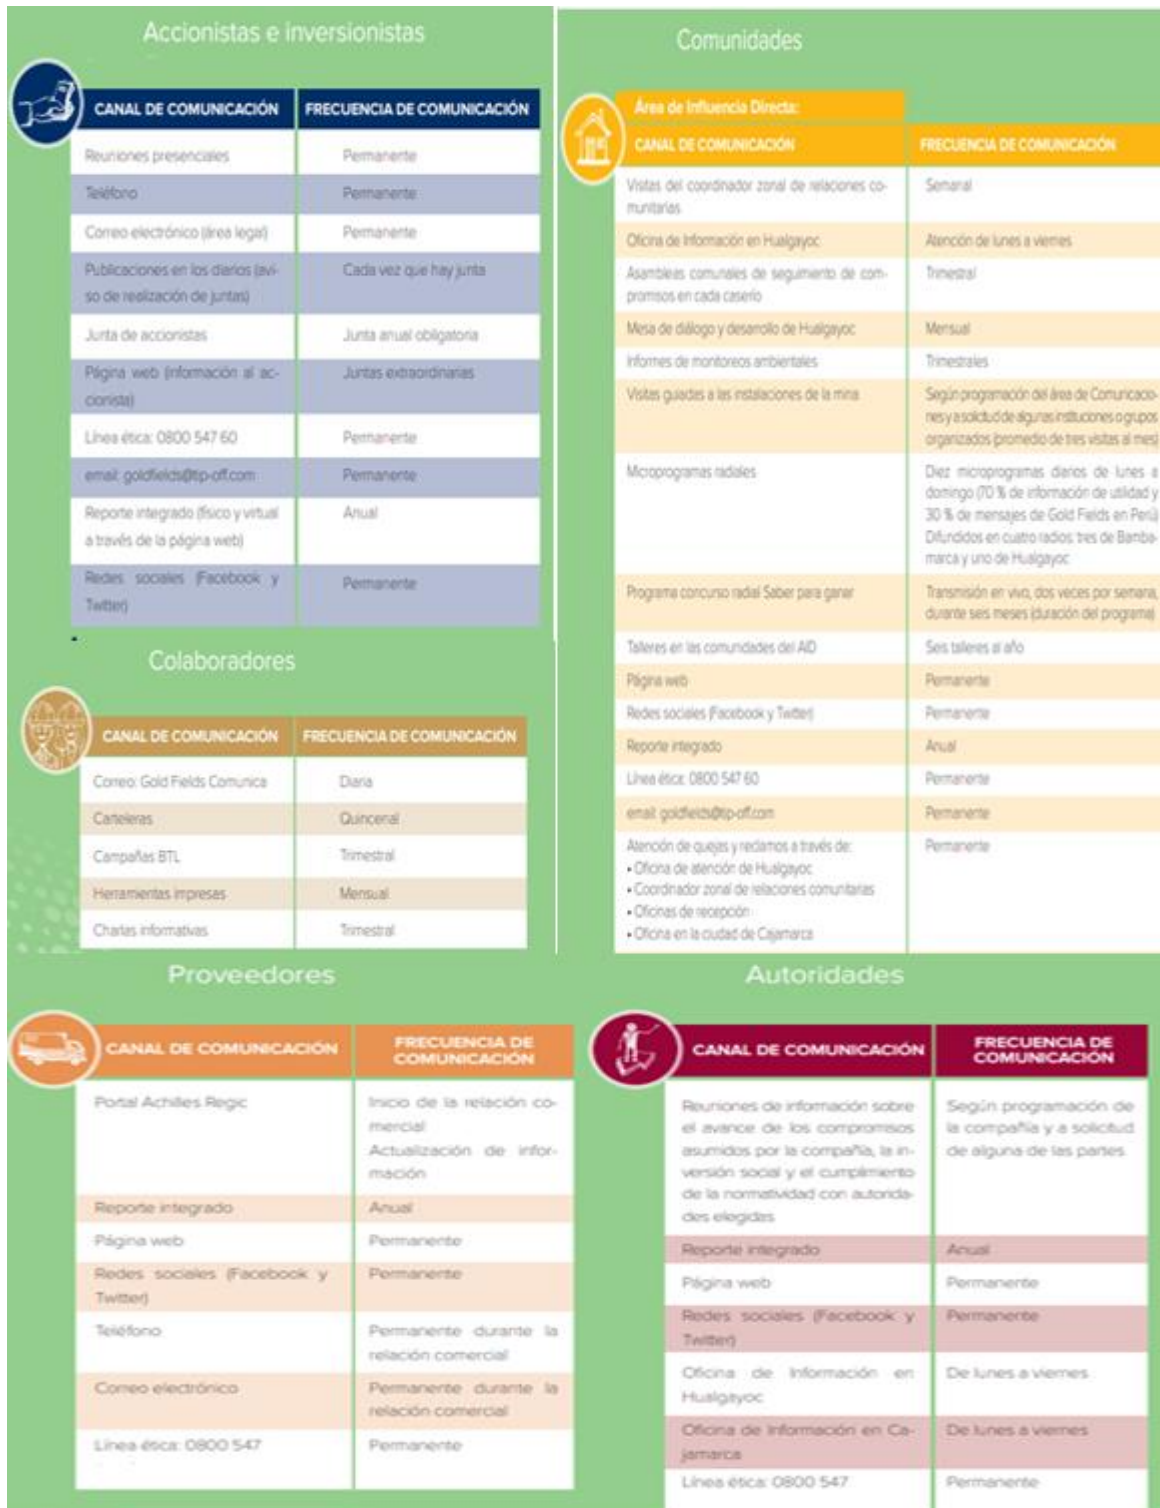 Accionistas e inversionistas
CANAL DE COMUNICACIÓN FRECUENCIA DE COMUNICACIÓN
Reuniones presenciales Permanente
Teléfono Permanente
Correo electrónico (área legal) Permanente
Publicaciones en los diarios (avi- Cada vez que hay junta
so de realización de juntas)
Junta de accionistas Junta anual obligatoria
Página web (información al ac- Juntas extraordinarias
cionista)
Línea ética: 0800 547 60 Permanente
email: goldfields@tip-off.com Permanente
Reporte integrado (físico y virtual Anual
a través de la página web)
Redes sociales (Facebook y Permanente
Twitter)
Colaboradores
CANAL DE COMUNICACIÓN FRECUENCIA DE COMUNICACIÓN
Correo: Gold Fields Comunica Diaria
Carteleras Quincenal
Campañas BTL Trimestral
Herramientas impresas Mensual
Charlas informativas Trimestral
Comunidades
Área de Influencia Directa:
CANAL DE COMUNICACIÓN FRECUENCIA DE COMUNICACIÓN
Visitas del coordinador zonal de relaciones co- Semanal
munitarias
Oficina de Información en Hualgayoc Atención de lunes a viernes
Asambleas comunales de seguimiento de com- Trimestral
promisos en cada caserío
Mesa de diálogo y desarrollo de Hualgayoc Mensual
Informes de monitoreos ambientales Trimestrales
Visitas guiadas a las instalaciones de la mina Según programación del área de Comunicacio-
nes y a solicitud de algunas instituciones o grupos
organizados (promedio de tres visitas al mes)
Microprogramas radiales Diez microprogramas diarios de lunes a
domingo (70 % de información de utilidad y
30 % de mensajes de Gold Fields en Perú)
Difundidos en cuatro radios: tres de Bamba-
marca y uno de Hualgayoc
Programa concurso radial Saber para ganar Transmisión en vivo, dos veces por semana,
durante seis meses (duración del programa)
Talleres en las comunidades del AID Seis talleres al año
Página web Permanente
Redes sociales (Facebook y Twitter) Permanente
Reporte integrado Anual
Línea ética: 0800 547 60 Permanente
email: goldfields@tip-off.com Permanente
Atención de quejas y reclamos a través de: Permanente
• Oficina de atención de Hualgayoc
• Coordinador zonal de relaciones comunitarias
• Oficinas de recepción
• Oficina en la ciudad de Cajamarca
Proveedores
CANAL DE COMUNICACIÓN FRECUENCIA DE
COMUNICACIÓN
Portal Achilles Regic Inicio de la relación co-
mercial
Actualización de infor-
mación
Reporte integrado Anual
Página web Permanente
Redes sociales (Facebook y Permanente
Twitter)
Teléfono Permanente durante la
relación comercial
Correo electrónico Permanente durante la
relación comercial
Línea ética: 0800 547 Permanente
Autoridades
CANAL DE COMUNICACIÓN FRECUENCIA DE
COMUNICACIÓN
Reuniones de información sobre Según programación de
el avance de los compromisos la compañía y a solicitud
asumidos por la compañía, la in- de alguna de las partes
versión social y el cumplimiento
de la normatividad con autorida-
des elegidas
Reporte integrado Anual
Página web Permanente
Redes sociales (Facebook y Permanente
Twitter)
Oficina de Información en De lunes a viernes
Hualgayoc
Oficina de Información en Ca- De lunes a viernes
jamarca
Línea ética: 0800 547 Permanente